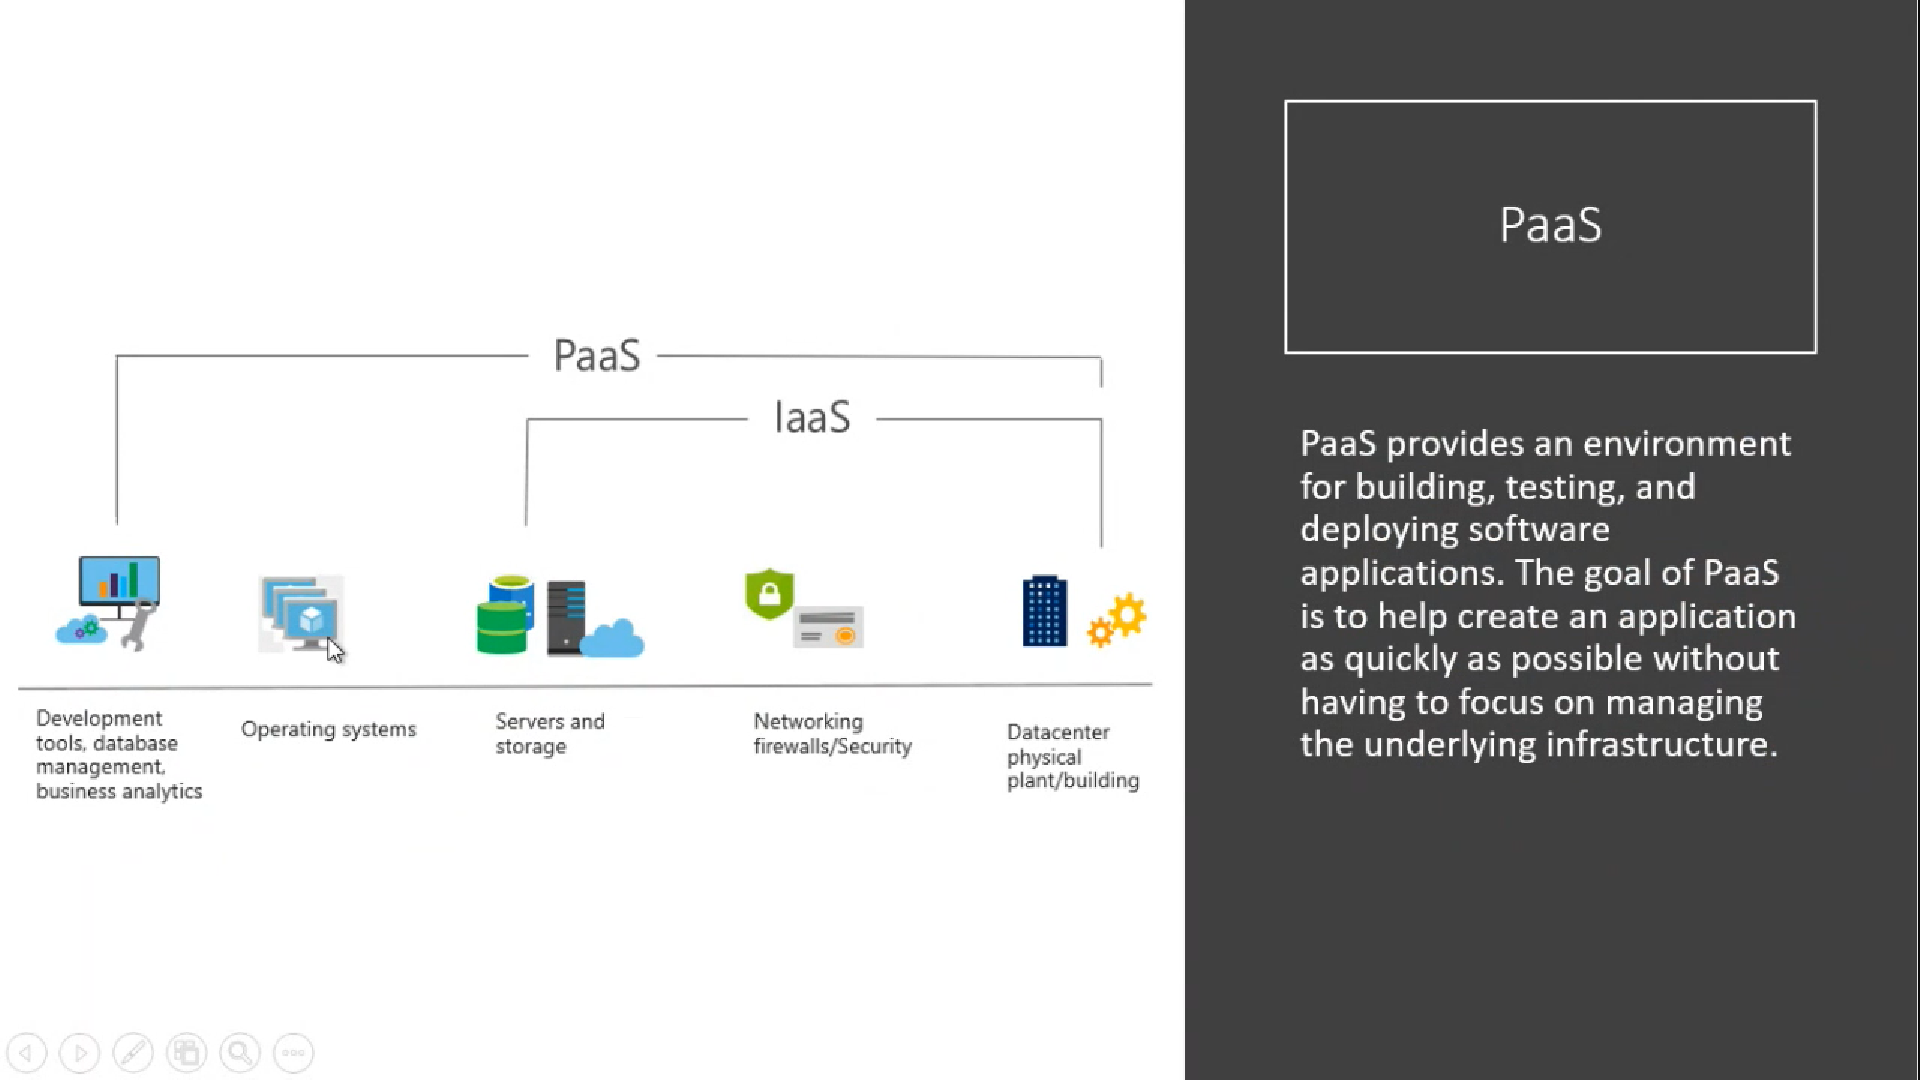 PaaS
IaaS
Development
tools, database
management,
business analytics
Operating systems
Servers and
storage
Networking
firewalls/Security
Datacenter
physical
plant/building
PaaS
PaaS provides an environment
for building, testing, and
deploying software
applications. The goal of PaaS
is to help create an application
as quickly as possible without
having to focus on managing
the underlying infrastructure.